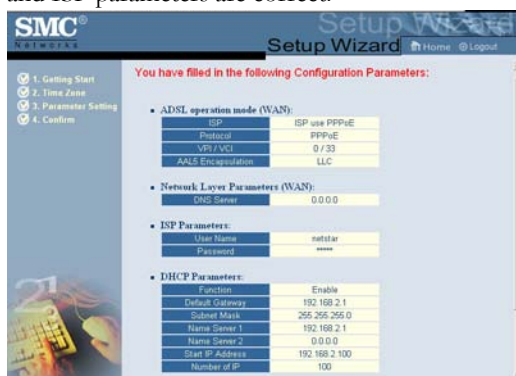 and ISP parameters are correct.
SMC®
Networks
Setup Wizard
Setup Wizard
Home
Logout
1. Getting Start
2. Time Zone
3. Parameter Setting
4. Confirm
You have filled in the following Configuration Parameters:
ADSL operation mode (WAN):
ISP ISP use PPPoE
Protocol PPPoE
VPI / VCI 0 / 33
AAL5 Encapsulation LLC
Network Layer Parameters (WAN):
DNS Server 0.0.0.0
ISP Parameters:
User Name netstar
Password *****
DHCP Parameters:
Function Enable
Default Gateway 192.168.2.1
Subnet Mask 255.255.255.0
Name Server 1 192.168.2.1
Name Server 2 0.0.0.0
Start IP Address 192.168.2.100
Number of IP 100